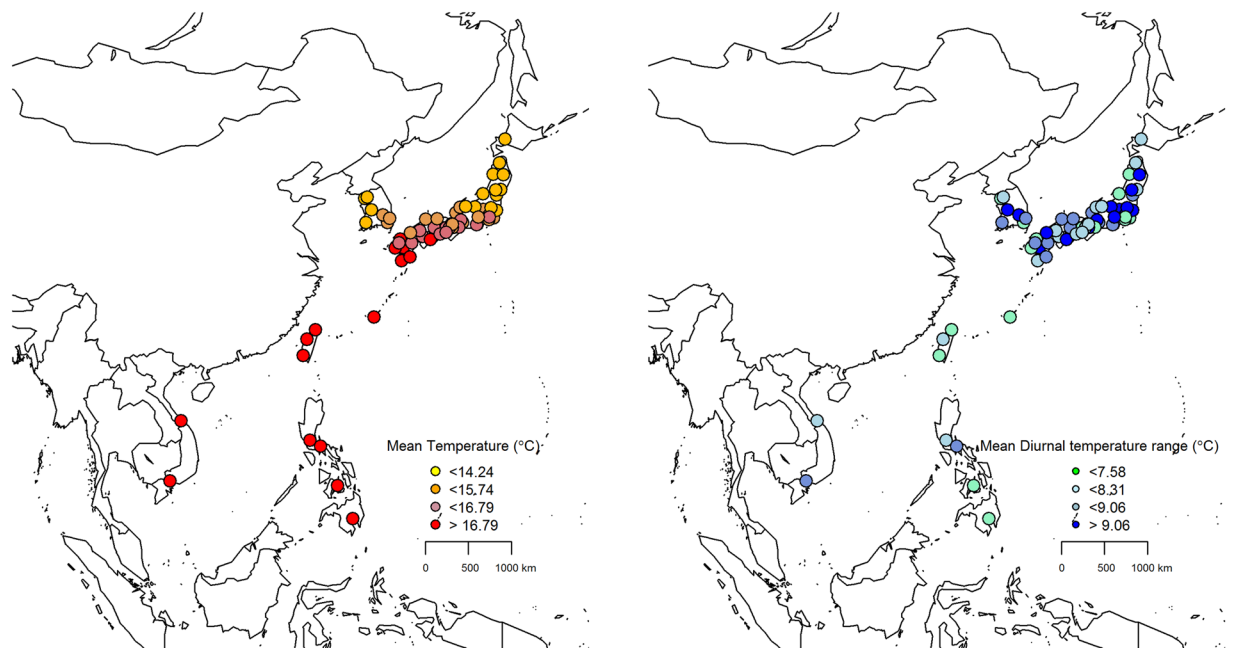 Mean Temperature (°C)
<14.24
<15.74
<16.79
> 16.79
0 500 1000 km
Mean Diurnal temperature range (°C)
<7.58
<8.31
<9.06
> 9.06
0 500 1000 km